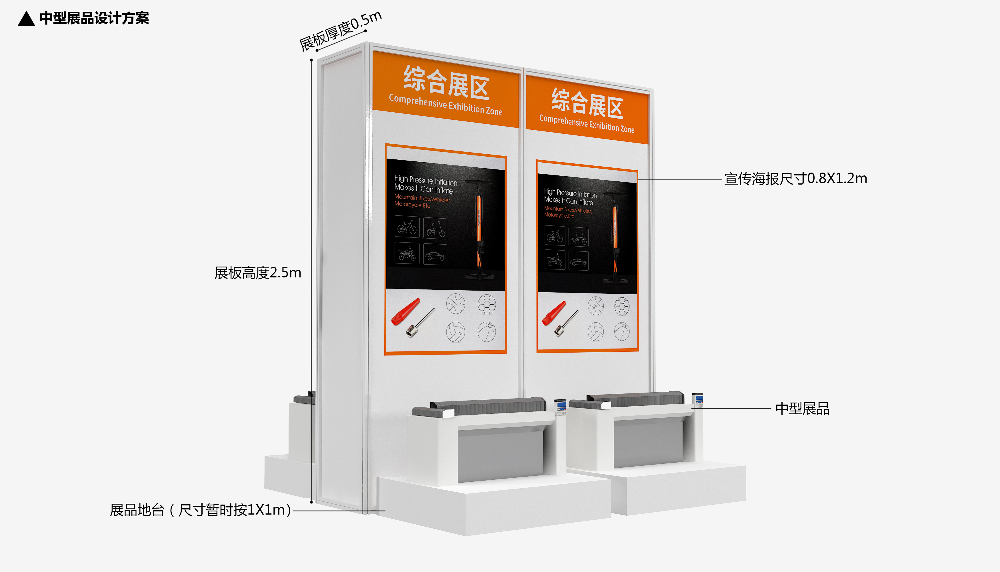 中型展品设计方案
展板厚度0.5m
综合展区
Comprehensive Exhibition Zone
综合展区
Comprehensive Exhibition Zone
High Pressure Inflation
Makes It Can Inflate
Mountain Bikes,Vehicles,
Motorcycle,Etc
High Pressure Inflation
Makes It Can Inflate
Mountain Bikes,Vehicles,
Motorcycle,Etc
宣传海报尺寸0.8X1.2m
展板高度2.5m
中型展品
展品地台（尺寸暂时按1X1m）